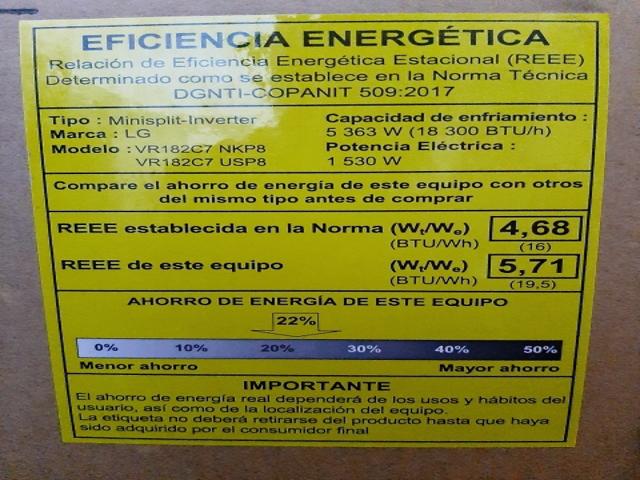 EFICIENCIA ENERGÉTICA
Relación de Eficiencia Energética Estacional (REEE)
Determinado como se establece en la Norma Técnica
DGNTI-COPANIT 509:2017
Tipo : Minisplit-Inverter
Marca : LG
Modelo : VR182C7 NKP8
VR182C7 USP8
Capacidad de enfriamiento :
5 363 W (18 300 BTU/h)
Potencia Eléctrica :
1 530 W
Compare el ahorro de energía de este equipo con otros
del mismo tipo antes de comprar
REEE establecida en la Norma (Wt/We) 4,68
(BTU/Wh) (16)
REEE de este equipo (Wt/We) 5,71
(BTU/Wh) (19,5)
AHORRO DE ENERGÍA DE ESTE EQUIPO
22%
0% 10% 20% 30% 40% 50%
Menor ahorro Mayor ahorro
IMPORTANTE
El ahorro de energía real dependerá de los usos y hábitos del
usuario, así como de la localización del equipo.
La etiqueta no deberá retirarse del producto hasta que haya
sido adquirido por el consumidor final